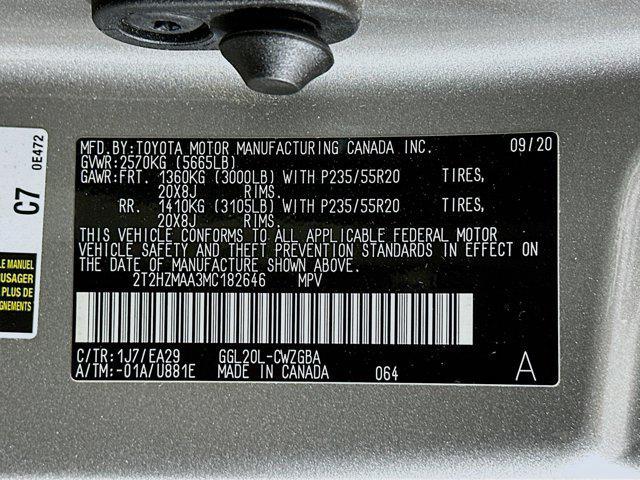 MFD.BY:TOYOTA MOTOR MANUFACTURING CANADA INC. 09/20
GVWR:2570KG (5665LB)
GAWR:FRT. 1360KG (3000LB) WITH P235/55R20 TIRES,
20X8J RIMS.
RR. 1410KG (3105LB) WITH P235/55R20 TIRES,
20X8J RIMS.
THIS VEHICLE CONFORMS TO ALL APPLICABLE FEDERAL MOTOR
VEHICLE SAFETY AND THEFT PREVENTION STANDARDS IN EFFECT ON
THE DATE OF MANUFACTURE SHOWN ABOVE.
2T2HZMAA3MC182646 MPV
C/TR:1J7/EA29 GGL20L-CWZGBA
A/TM:-01A/U881E MADE IN CANADA 064 A
C7
0E472
LE MANUEL
USAGER
PLUS DE